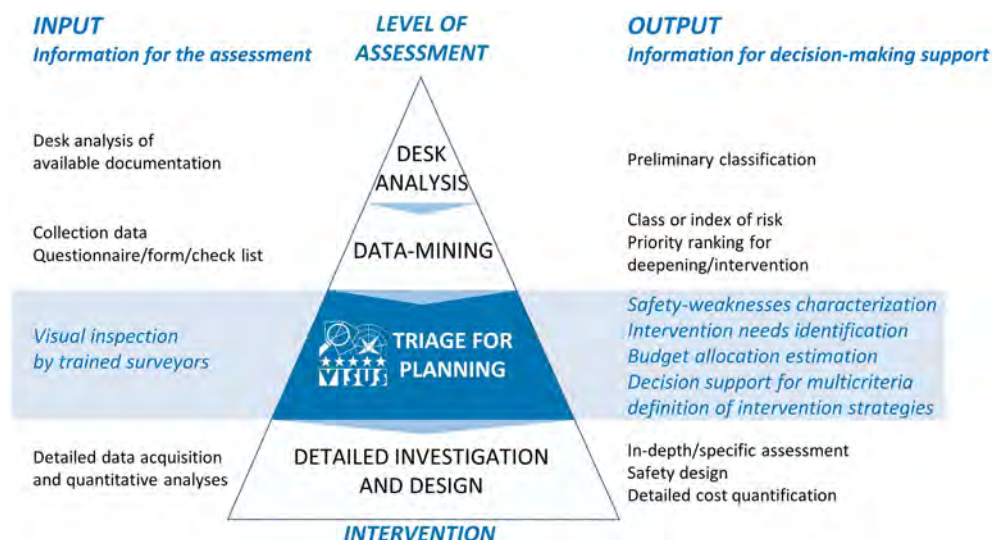 INPUT
Information for the assessment
LEVEL OF
ASSESSMENT
OUTPUT
Information for decision-making support
Desk analysis of
available documentation
DESK
ANALYSIS
Preliminary classification
Collection data
Questionnaire/form/check list
DATA-MINING
Class or index of risk
Priority ranking for
deepening/intervention
Visual inspection
by trained surveyors
VISUS
TRIAGE FOR
PLANNING
Safety-weaknesses characterization
Intervention needs identification
Budget allocation estimation
Decision support for multicriteria
definition of intervention strategies
Detailed data acquisition
and quantitative analyses
DETAILED INVESTIGATION
AND DESIGN
In-depth/specific assessment
Safety design
Detailed cost quantification
INTERVENTION